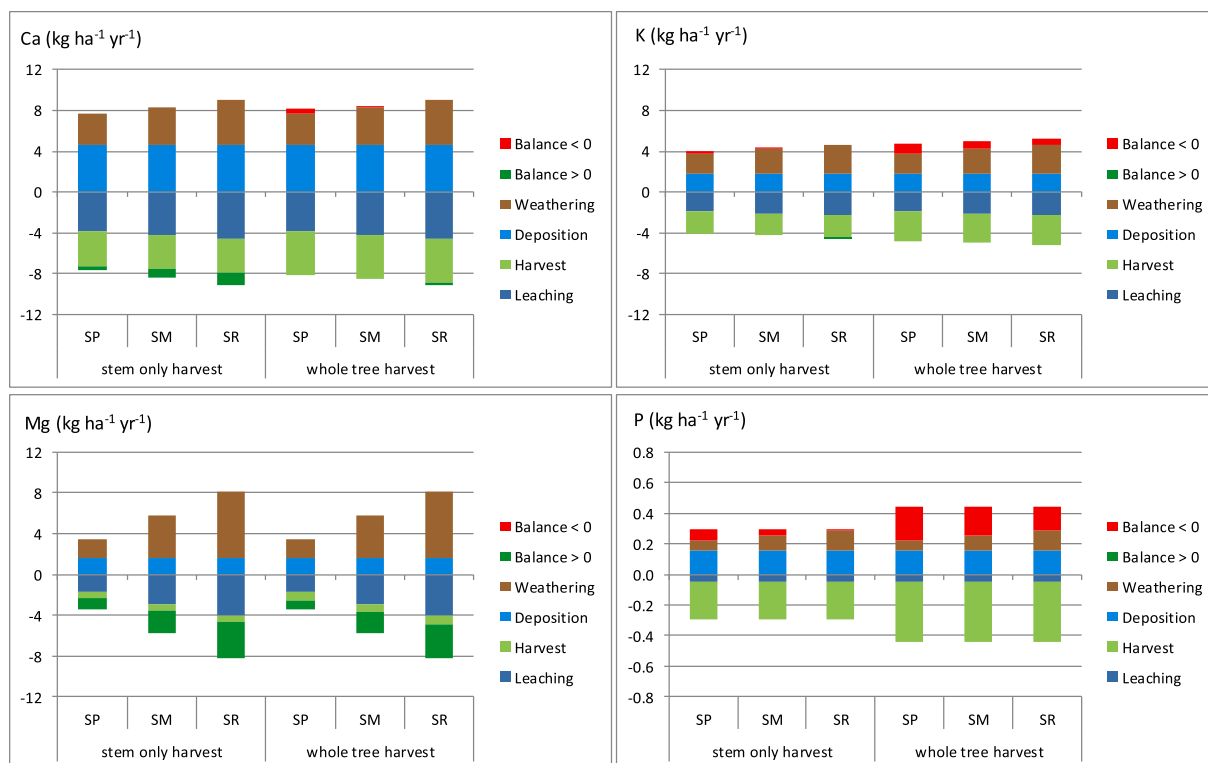 Ca (kg ha⁻¹ yr⁻¹)
12
8
4
0
-4
-8
-12
SP SM SR SP SM SR
stem only harvest whole tree harvest
Balance < 0
Balance > 0
Weathering
Deposition
Harvest
Leaching
K (kg ha⁻¹ yr⁻¹)
12
8
4
0
-4
-8
-12
SP SM SR SP SM SR
stem only harvest whole tree harvest
Balance < 0
Balance > 0
Weathering
Deposition
Harvest
Leaching
Mg (kg ha⁻¹ yr⁻¹)
12
8
4
0
-4
-8
-12
SP SM SR SP SM SR
stem only harvest whole tree harvest
Balance < 0
Balance > 0
Weathering
Deposition
Harvest
Leaching
P (kg ha⁻¹ yr⁻¹)
0.8
0.6
0.4
0.2
0.0
-0.2
-0.4
-0.6
-0.8
SP SM SR SP SM SR
stem only harvest whole tree harvest
Balance < 0
Balance > 0
Weathering
Deposition
Harvest
Leaching